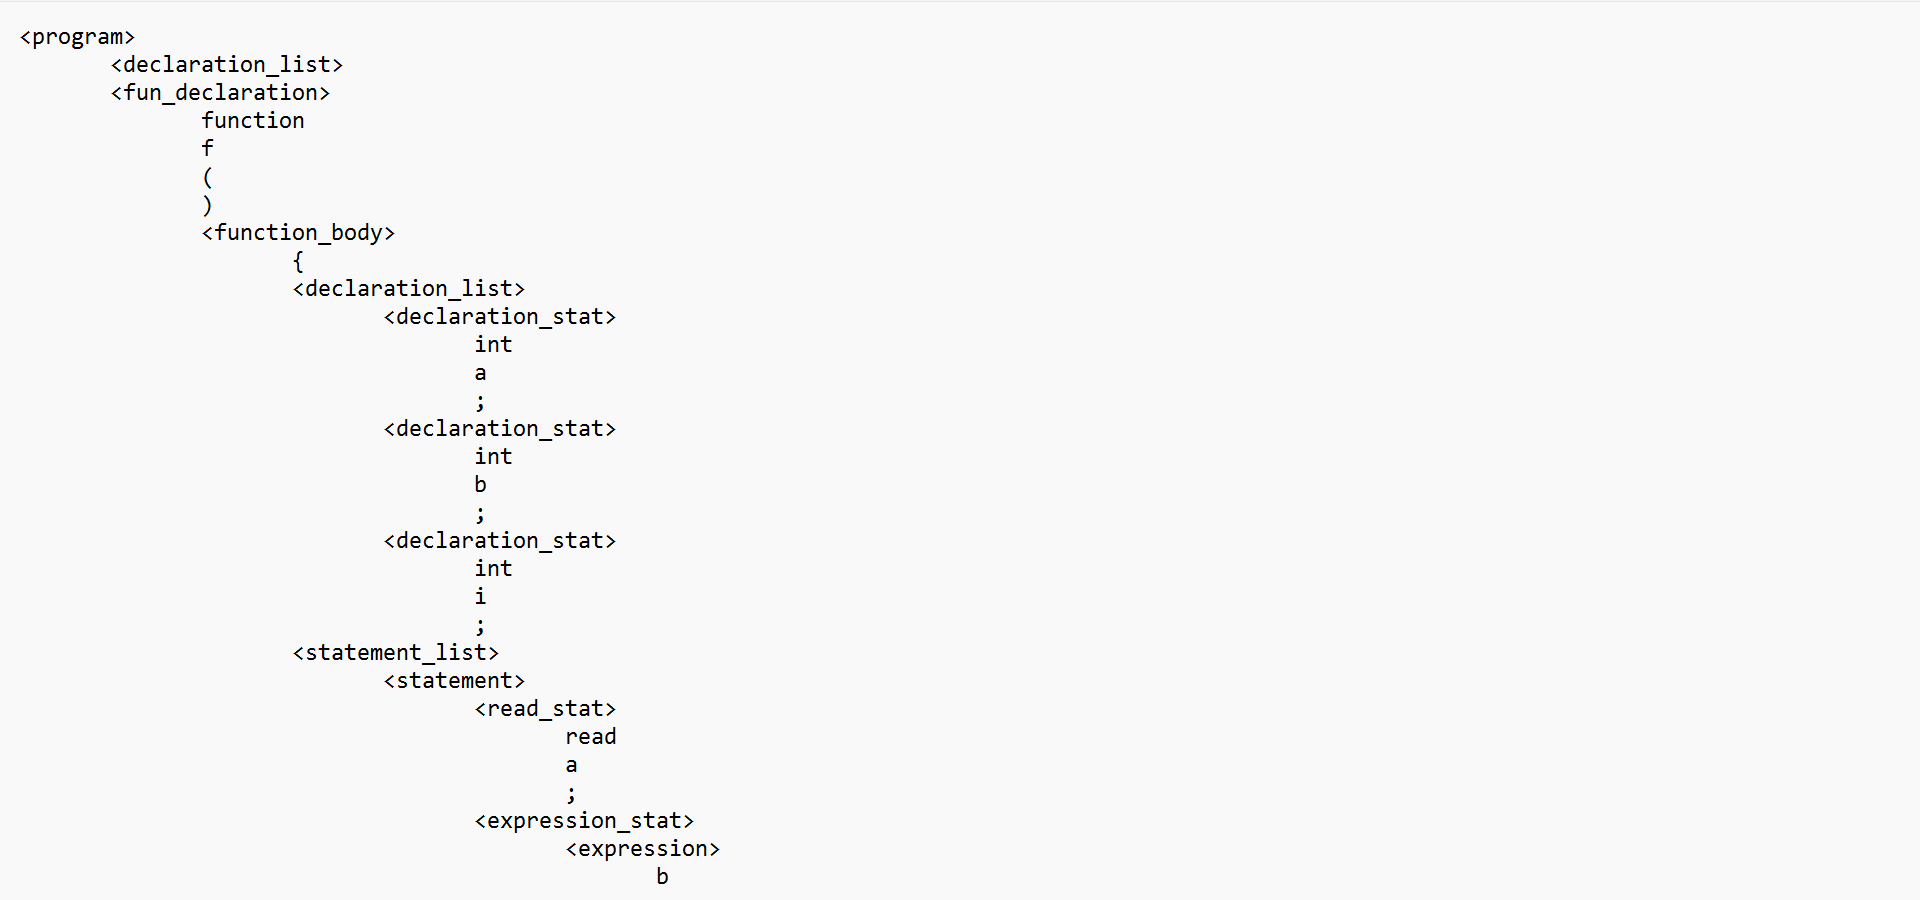 <program>
<declaration_list>
<fun_declaration>
function
f
(
)
<function_body>
{
<declaration_list>
<declaration_stat>
int
a
;
<declaration_stat>
int
b
;
<declaration_stat>
int
i
;
<statement_list>
<statement>
<read_stat>
read
a
;
<expression_stat>
<expression>
b